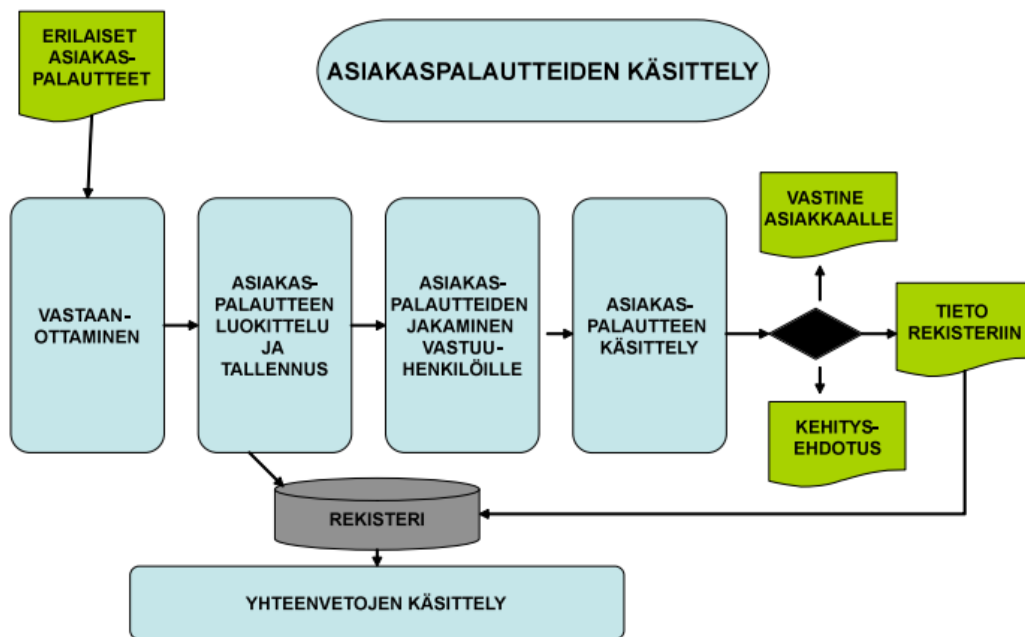 ERILAISET
ASIAKAS-
PALAUTTEET
ASIAKASPALAUTTEIDEN KÄSITTELY
VASTAAN-
OTTAMINEN
ASIAKAS-
PALAUTTEEN
LUOKITTELU
JA
TALLENNUS
ASIAKAS-
PALAUTTEIDEN
JAKAMINEN
VASTUU-
HENKILÖILLE
ASIAKAS-
PALAUTTEEN
KÄSITTELY
VASTINE
ASIAKKAALLE
TIETO
REKISTERIIN
KEHITYS-
EHDOTUS
REKISTERI
YHTEENVETOJEN KÄSITTELY